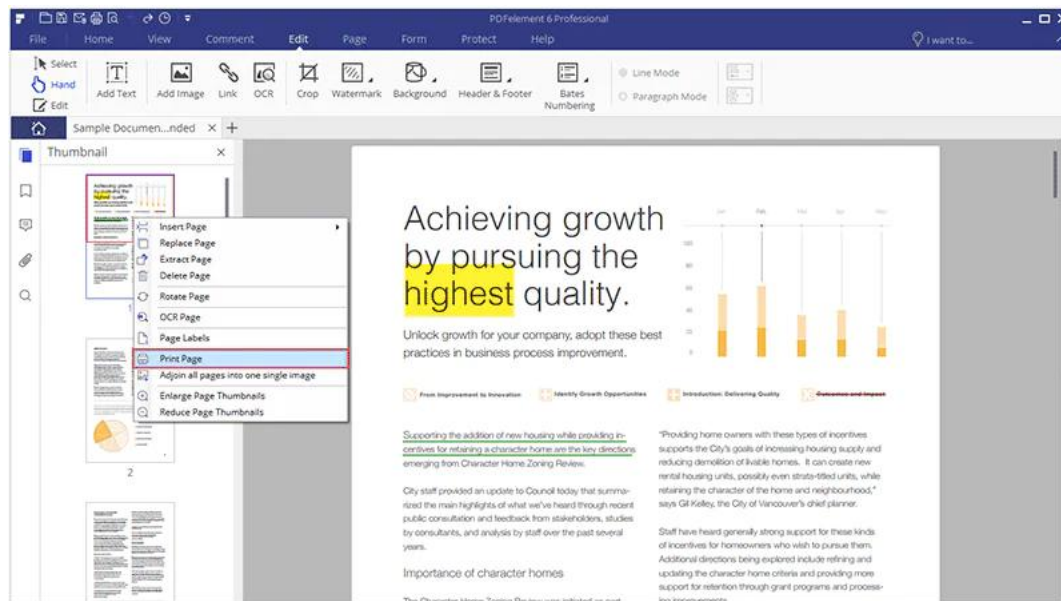 PDFelement 6 Professional
File Home View Comment Edit Page Form Protect Help I want to...
Select
Hand
Edit
Add Text Add Image Link OCR Crop Watermark Background Header & Footer Bates Numbering
Line Mode
Paragraph Mode
Sample Documen...nded × +
Thumbnail ×
Insert Page
Replace Page
Extract Page
Delete Page
Rotate Page
OCR Page
Page Labels
Print Page
Adjoin all pages into one single image
Enlarge Page Thumbnails
Reduce Page Thumbnails
1
2
Achieving growth
by pursuing the
highest quality.
Unlock growth for your company, adopt these best
practices in business process improvement.
Feb
100
80
60
40
20
0
From Improvement to Innovation Identify Growth Opportunities Introduction: Delivering Quality Outcomes and Impact
Supporting the addition of new housing while providing in-
centives for retaining a character home are the key directions
emerging from Character Home Zoning Review.
City staff provided an update to Council today that summa-
rized the main highlights of what we've heard through recent
public consultation and feedback from stakeholders, studies
by consultants, and analysis by staff over the past several
years.
Importance of character homes
"Providing home owners with these types of incentives
supports the City's goals of increasing housing supply and
reducing demolition of livable homes. It can create new
rental housing units, possibly even strata-titled units, while
retaining the character of the home and neighbourhood,"
says Gil Kelley, the City of Vancouver's chief planner.
Staff have heard generally strong support for these kinds
of incentives for homeowners who wish to pursue them.
Additional directions being explored include refining and
updating the character home criteria and providing more
support for retention through grant programs and process-
ing improvements.